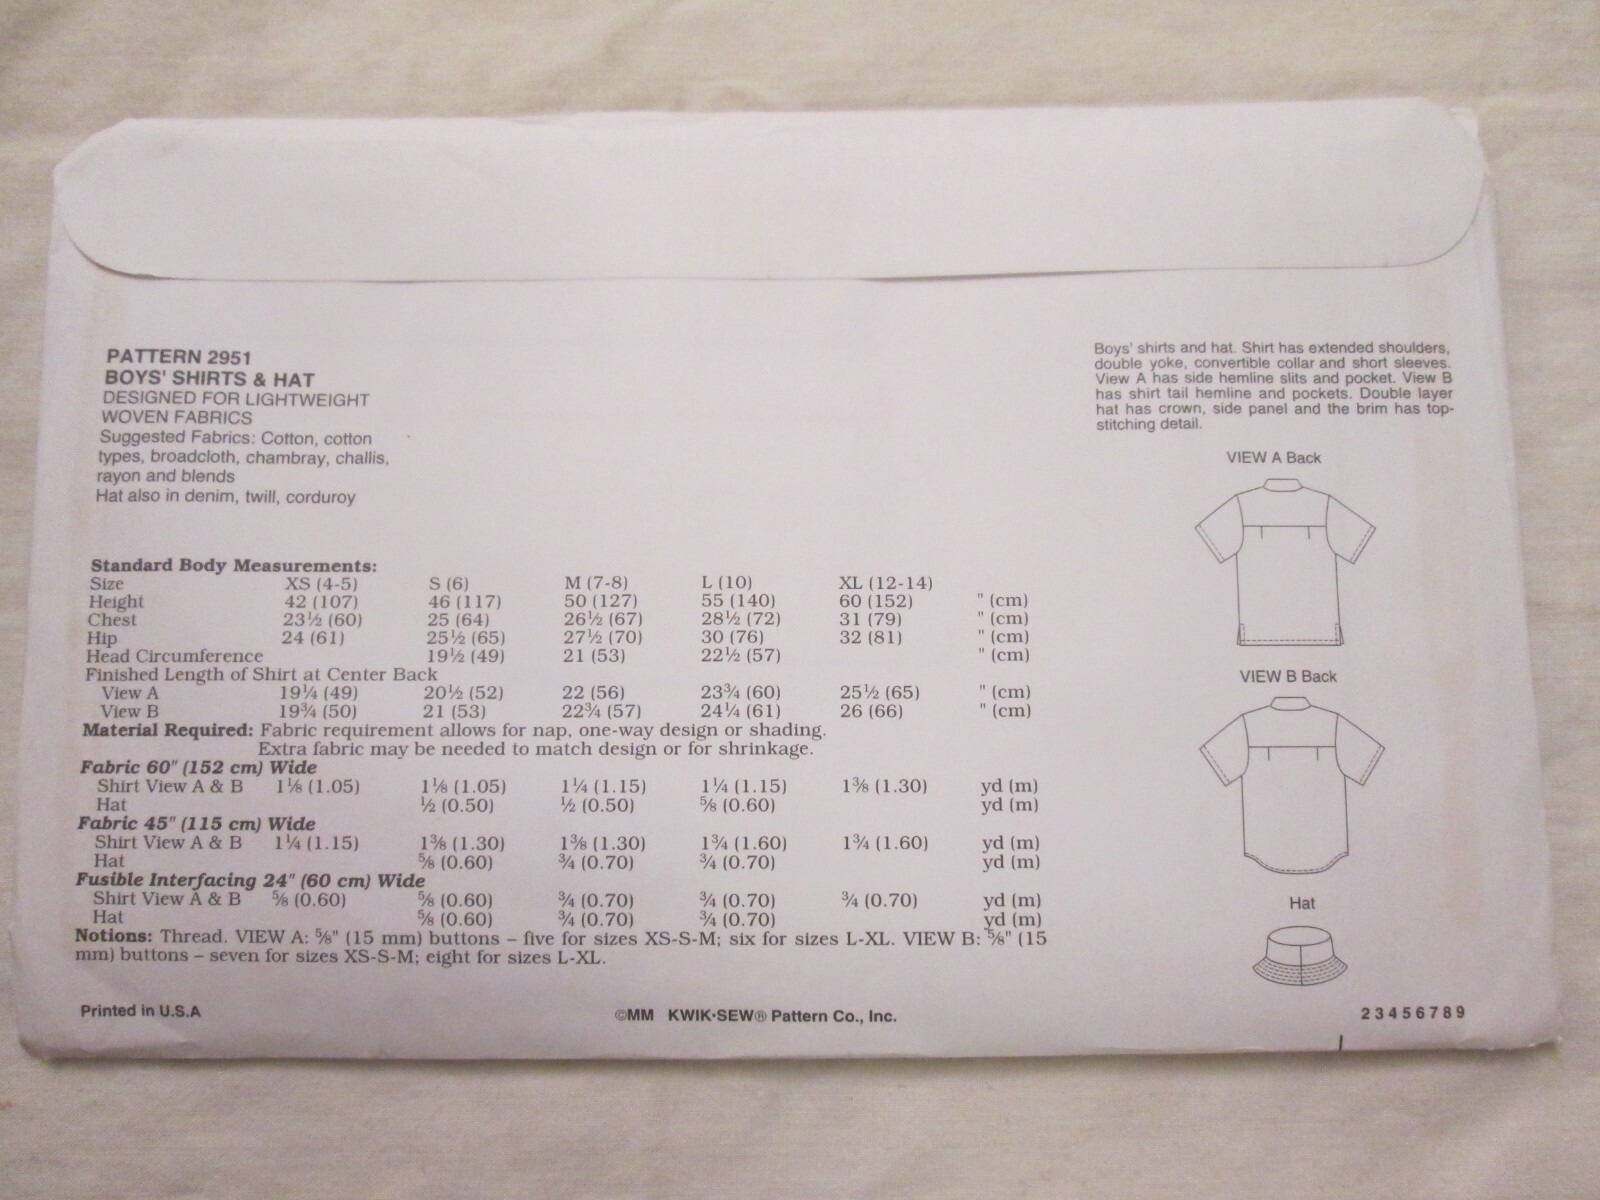 PATTERN 2951
BOYS' SHIRTS & HAT
DESIGNED FOR LIGHTWEIGHT
WOVEN FABRICS
Suggested Fabrics: Cotton, cotton
types, broadcloth, chambray, challis,
rayon and blends
Hat also in denim, twill, corduroy
Boys' shirts and hat. Shirt has extended shoulders,
double yoke, convertible collar and short sleeves.
View A has side hemline slits and pocket. View B
has shirt tail hemline and pockets. Double layer
hat has crown, side panel and the brim has top-
stitching detail.
VIEW A Back
VIEW B Back
Hat
Standard Body Measurements:
Size XS (4-5) S (6) M (7-8) L (10) XL (12-14)
Height 42 (107) 46 (117) 50 (127) 55 (140) 60 (152) " (cm)
Chest 23½ (60) 25 (64) 26½ (67) 28½ (72) 31 (79) " (cm)
Hip 24 (61) 25½ (65) 27½ (70) 30 (76) 32 (81) " (cm)
Head Circumference 19½ (49) 21 (53) 22½ (57) " (cm)
Finished Length of Shirt at Center Back
View A 19¼ (49) 20½ (52) 22 (56) 23¾ (60) 25½ (65) " (cm)
View B 19¾ (50) 21 (53) 22¾ (57) 24¼ (61) 26 (66) " (cm)
Material Required: Fabric requirement allows for nap, one-way design or shading.
Extra fabric may be needed to match design or for shrinkage.
Fabric 60" (152 cm) Wide
Shirt View A & B 1⅛ (1.05) 1⅛ (1.05) 1¼ (1.15) 1¼ (1.15) 1⅜ (1.30) yd (m)
Hat ½ (0.50) ½ (0.50) ⅝ (0.60) yd (m)
Fabric 45" (115 cm) Wide
Shirt View A & B 1¼ (1.15) 1⅜ (1.30) 1⅜ (1.30) 1¾ (1.60) 1¾ (1.60) yd (m)
Hat ⅝ (0.60) ¾ (0.70) ¾ (0.70) yd (m)
Fusible Interfacing 24" (60 cm) Wide
Shirt View A & B ⅝ (0.60) ⅝ (0.60) ¾ (0.70) ¾ (0.70) ¾ (0.70) yd (m)
Hat ⅝ (0.60) ¾ (0.70) ¾ (0.70) yd (m)
Notions: Thread. VIEW A: ⅝" (15 mm) buttons – five for sizes XS-S-M; six for sizes L-XL. VIEW B: ⅝" (15
mm) buttons – seven for sizes XS-S-M; eight for sizes L-XL.
Printed in U.S.A
©MM KWIK•SEW® Pattern Co., Inc.
2 3 4 5 6 7 8 9